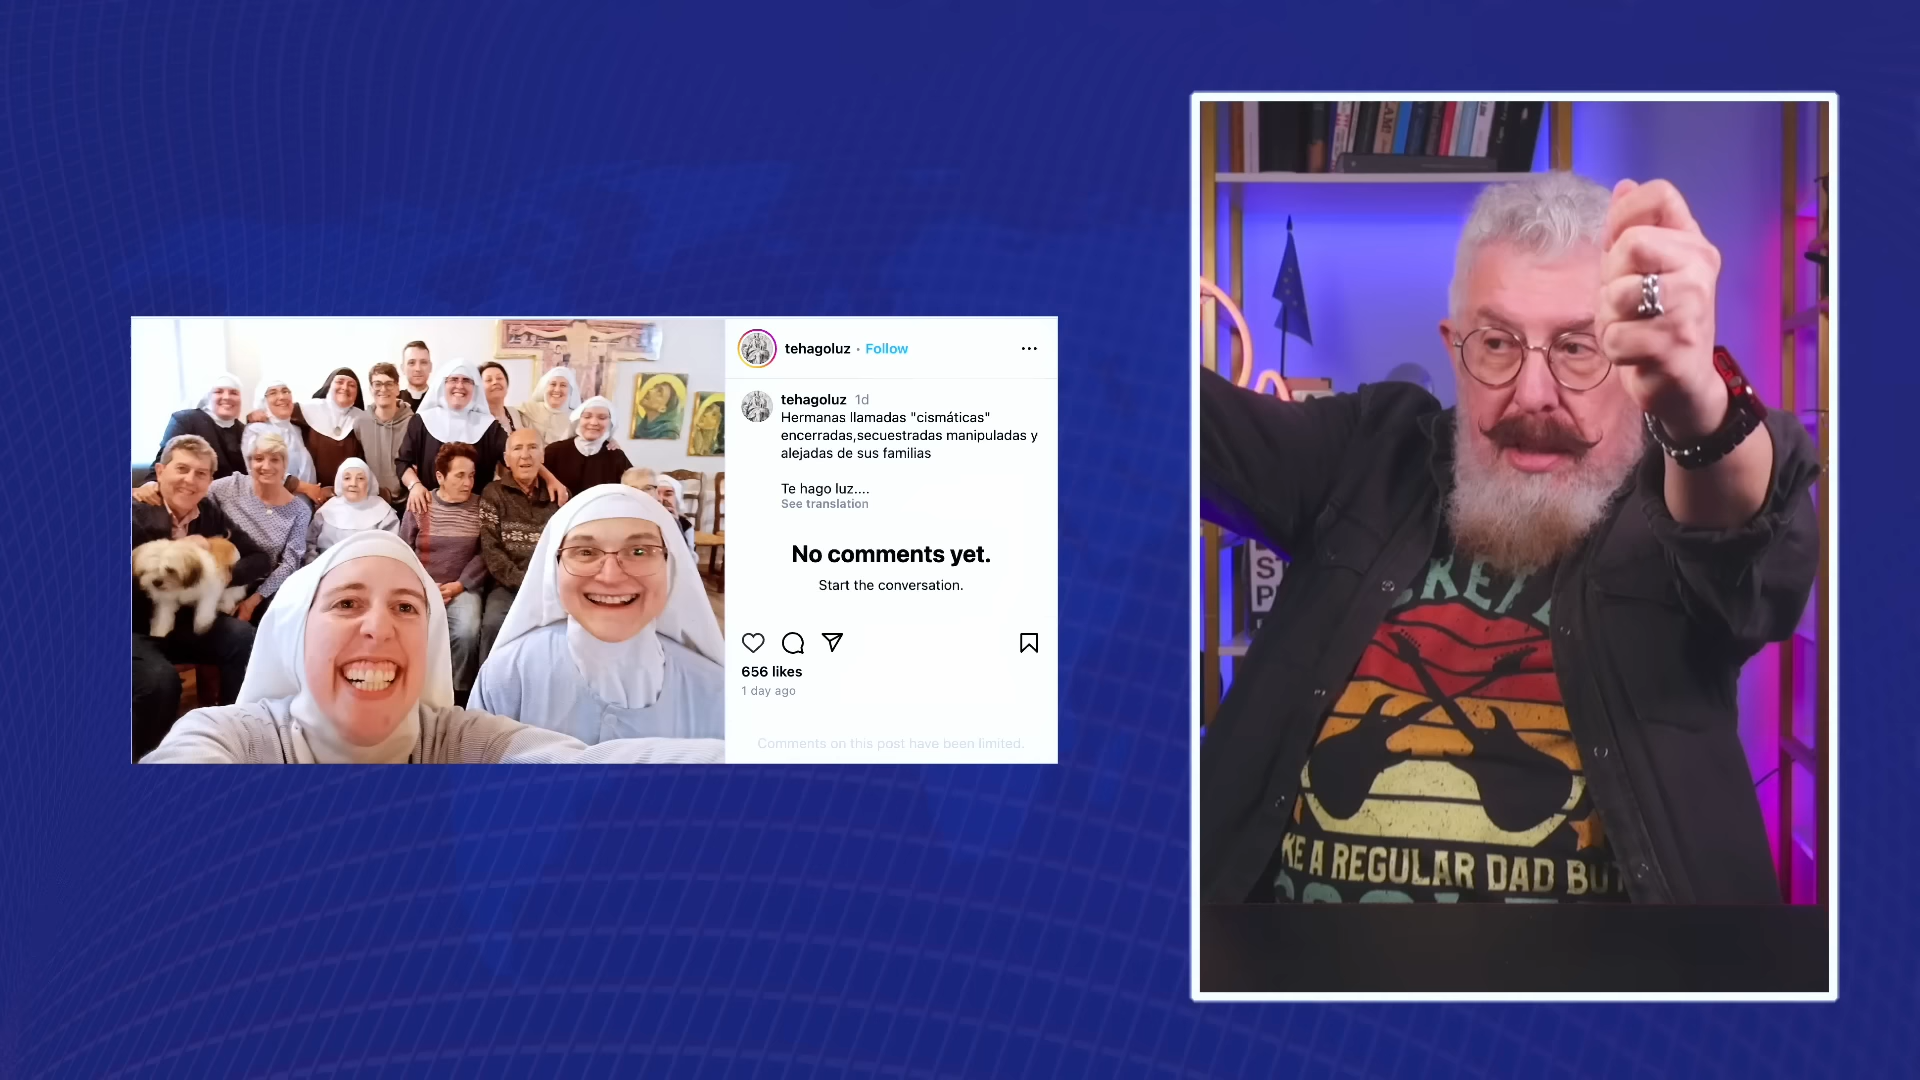 tehagoluz • Follow
tehagoluz 1d
Hermanas llamadas "cismáticas"
encerradas,secuestradas manipuladas y
alejadas de sus familias
Te hago luz....
See translation
No comments yet.
Start the conversation.
656 likes
1 day ago
Comments on this post have been limited.
KE A REGULAR DAD BUT